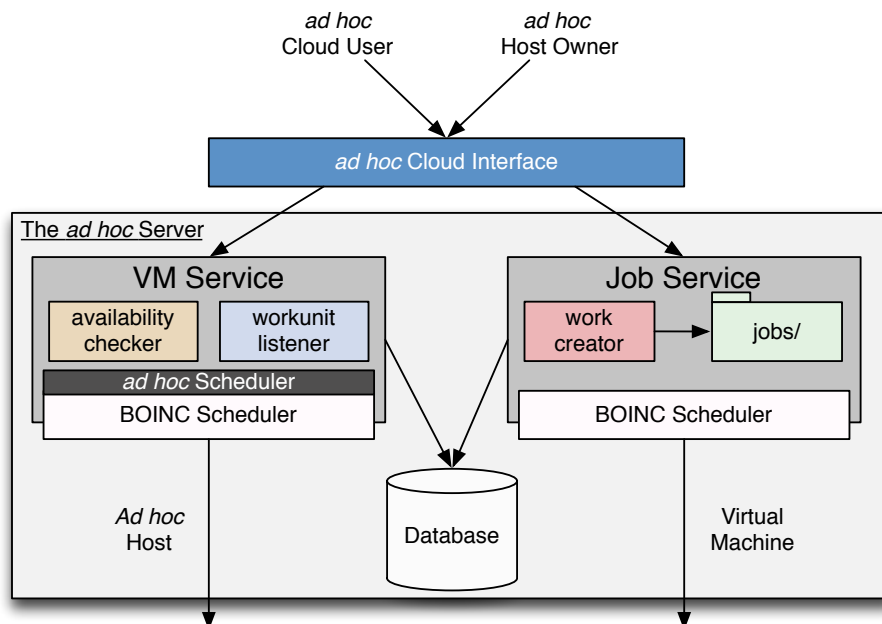 ad hoc
Cloud User
ad hoc
Host Owner
ad hoc Cloud Interface
The ad hoc Server
VM Service
availability
checker
workunit
listener
ad hoc Scheduler
BOINC Scheduler
Job Service
work
creator
jobs/
BOINC Scheduler
Ad hoc
Host
Database
Virtual
Machine